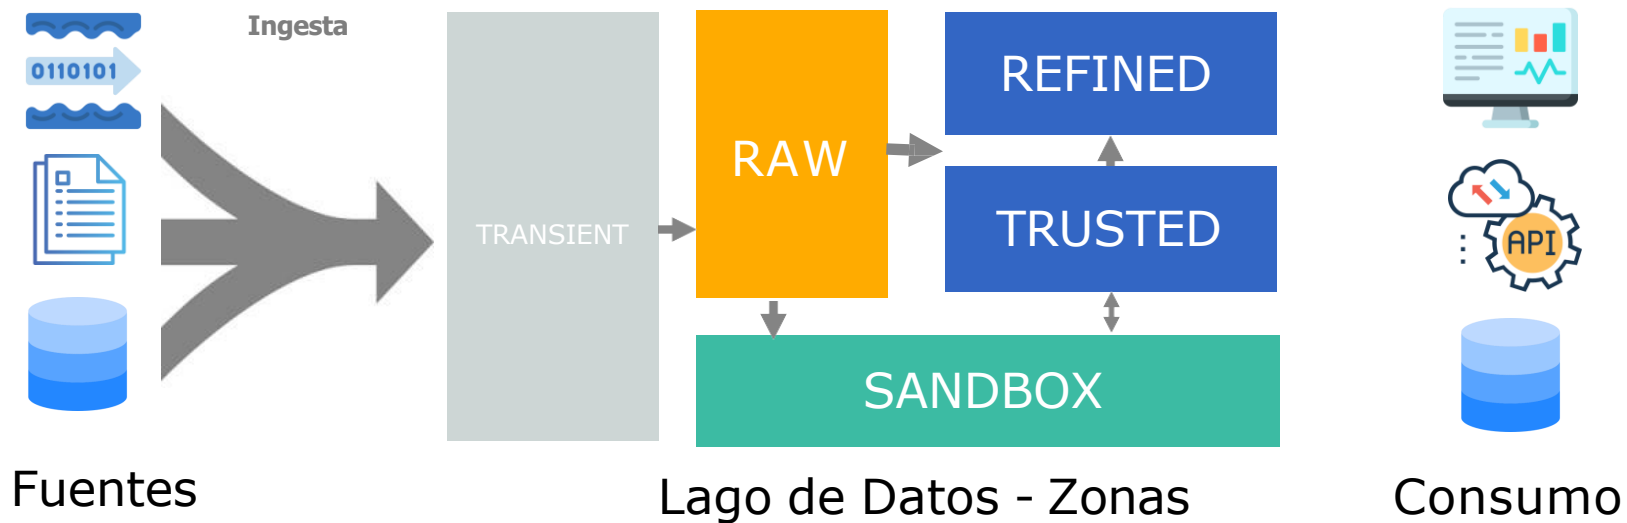 Ingesta
0110101
REFINED
RAW
TRUSTED
TRANSIENT
API
SANDBOX
Fuentes
Lago de Datos - Zonas
Consumo